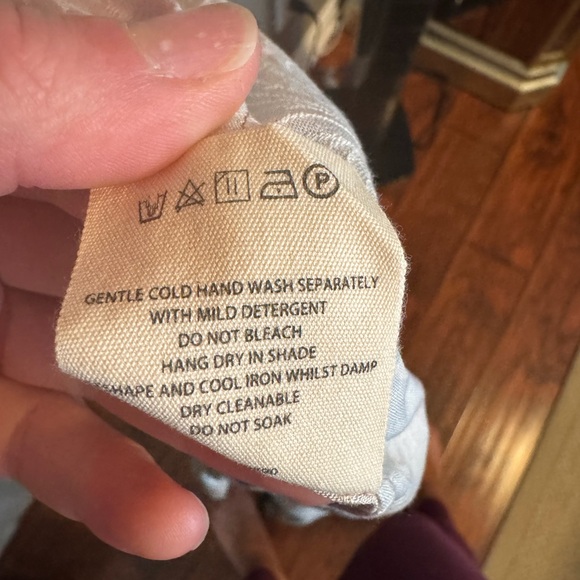 P
GENTLE COLD HAND WASH SEPARATELY
WITH MILD DETERGENT
DO NOT BLEACH
HANG DRY IN SHADE
SHAPE AND COOL IRON WHILST DAMP
DRY CLEANABLE
DO NOT SOAK